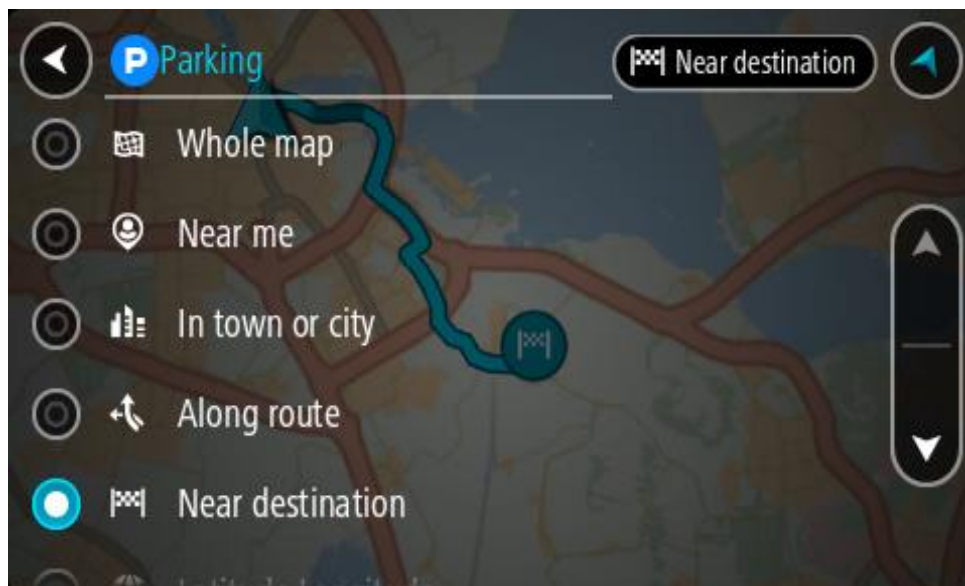 P Parking
Near destination
Whole map
Near me
In town or city
Along route
Near destination